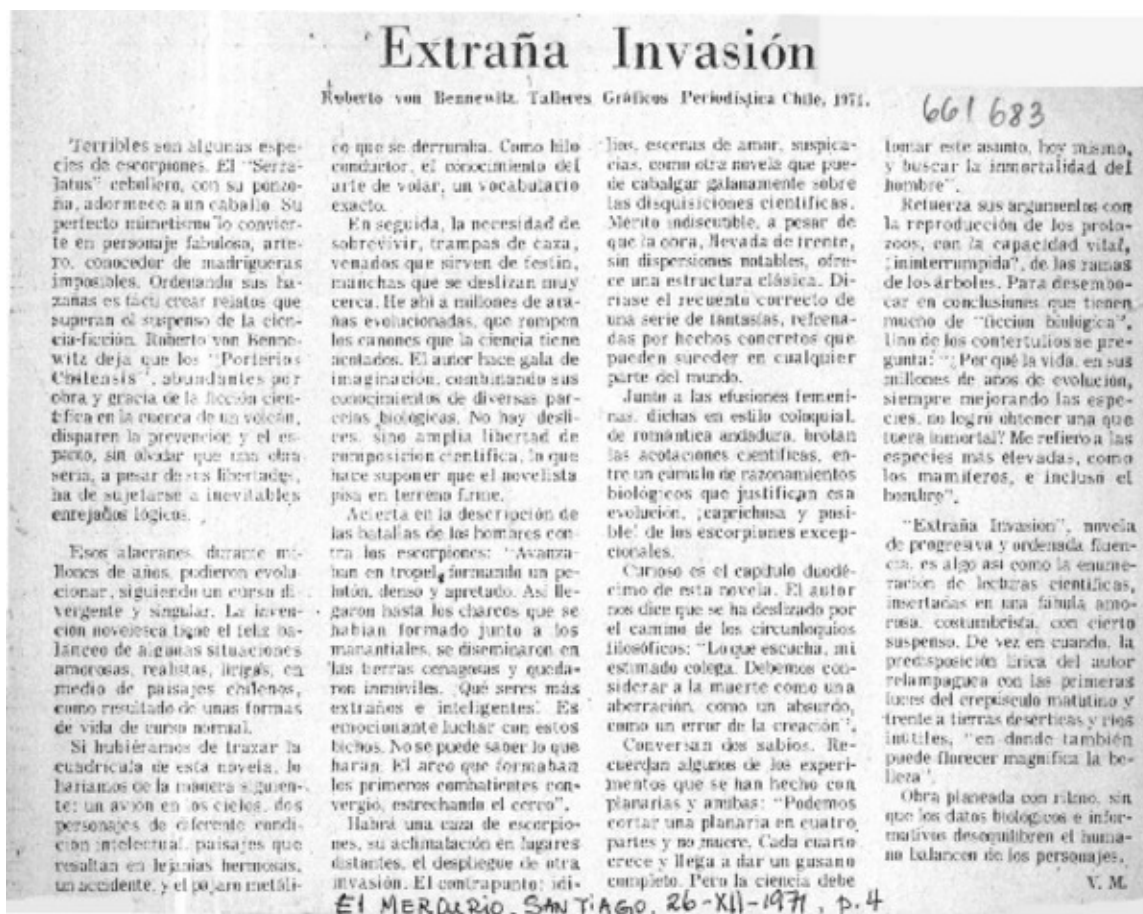 Extraña Invasión
Roberto von Bennewitz. Talleres Gráficos Periodística Chile, 1971.
661 683
Terribles son algunas espe-
cies de escorpiones. El "Serra-
latus" cebollero, con su ponzo-
ña, adormece a un caballo. Su
perfecto mimetismo lo convier-
te en personaje fabuloso, arte-
ro, conocedor de madrigueras
imposibles. Ordenando sus ha-
zañas es fácil crear relatos que
superan el suspenso de la cien-
cia-ficción. Roberto von Benne-
witz deja que los "Porterios
Chilensis", abundantes por
obra y gracia de la ficción cien-
tífica en la cuenca de un volcán,
disparen la prevención y el es-
panto, sin olvidar que una obra
seria, a pesar de sus libertades,
ha de sujetarse a inevitables
enrejados lógicos.
Esos alacranes, durante mi-
llones de años, pudieron evolu-
cionar, siguiendo un curso di-
vergente y singular. La inven-
ción novelesca tiene el feliz ba-
lanceo de algunas situaciones
amorosas, realistas, en
medio de paisajes chilenos,
como resultado de unas formas
de vida de curso normal.
Si hubiéramos de trazar la
cuadrícula de esta novela, lo
haríamos de la manera siguien-
te: un avión en los cielos, dos
personajes de diferente condi-
ción intelectual, paisajes que
resaltan en lejanías hermosas,
un accidente, y el pájaro metáli-
co que se derrumba. Como hilo
conductor, el conocimiento del
arte de volar, un vocabulario
exacto.
En seguida, la necesidad de
sobrevivir, trampas de caza,
venados que sirven de festín,
manchas que se deslizan muy
cerca. He ahí a millones de ara-
ñas evolucionadas, que rompen
los cánones que la ciencia tiene
acotados. El autor hace gala de
imaginación, combinando sus
conocimientos de diversas par-
celas biológicas. No hay desli-
ces, sino amplia libertad de
composición científica, lo que
hace suponer que el novelista
pisa en terreno firme.
Acierta en la descripción de
las batallas de los hombres con-
tra los escorpiones: "Avanza-
ban en tropel, formando un pe-
lotón, denso y apretado. Así lle-
garon hasta los charcos que se
habían formado junto a los
manantiales, se diseminaron en
las tierras cenagosas y queda-
ron inmóviles. ¡Qué seres más
extraños e inteligentes! Es
emocionante luchar con estos
bichos. No se puede saber lo que
harán. El arco que formaban
los primeros combatientes con-
vergió, estrechando el cerco".
Habrá una caza de escorpio-
nes, su aclimatación en lugares
distantes, el despliegue de otra
invasión. El contrapunto: idi-
lios, escenas de amor, suspica-
cias, como otra novela que pue-
de cabalgar galanamente sobre
las disquisiciones científicas.
Mérito indiscutible, a pesar de
que la obra, llevada de frente,
sin dispersiones notables, ofre-
ce una estructura clásica. Di-
ríase el recuento correcto de
una serie de fantasías, refrena-
das por hechos concretos que
pueden suceder en cualquier
parte del mundo.
Junto a las efusiones femeni-
nas, dichas en estilo coloquial,
de romántica andadura, brotan
las acotaciones científicas, en-
tre un cúmulo de razonamientos
biológicos que justifican esa
evolución, ¡caprichosa y posi-
ble! de los escorpiones excep-
cionales.
Curioso es el capítulo duodé-
cimo de esta novela. El autor
nos dice que se ha deslizado por
el camino de los circunloquios
filosóficos: "Lo que escucha, mi
estimado colega. Debemos con-
siderar a la muerte como una
aberración, como un absurdo,
como un error de la creación".
Conversan dos sabios. Re-
cuerdan algunos de los experi-
mentos que se han hecho con
planarias y amibas: "Podemos
cortar una planaria en cuatro
partes y no muere. Cada cuarto
crece y llega a dar un gusano
completo. Pero la ciencia debe
tomar este asunto, hoy mismo,
y buscar la inmortalidad del
hombre".
Refuerza sus argumentos con
la reproducción de los proto-
zoos, con la capacidad vital,
¿ininterrumpida?, de las ramas
de los árboles. Para desembo-
car en conclusiones que tienen
mucho de "ficción biológica".
Uno de los contertulios se pre-
gunta: "¿Por qué la vida, en sus
millones de años de evolución,
siempre mejorando las espe-
cies, no logró obtener una que
fuera inmortal? Me refiero a las
especies más elevadas, como
los mamíferos, e incluso el
hombre".
"Extraña Invasión", novela
de progresiva y ordenada fluen-
cia, es algo así como la enume-
ración de lecturas científicas,
insertadas en una fábula amo-
rosa, costumbrista, con cierto
suspenso. De vez en cuando, la
predisposición lírica del autor
relampaguea con las primeras
luces del crepúsculo matutino y
frente a tierras desérticas y ríos
inútiles, "en donde también
puede florecer magnífica la be-
lleza".
Obra planeada con ritmo, sin
que los datos biológicos e infor-
mativos desequilibren el huma-
no balanceo de los personajes.
V. M.
El MERCURIO, SANTIAGO, 26-XII-1971, p. 4